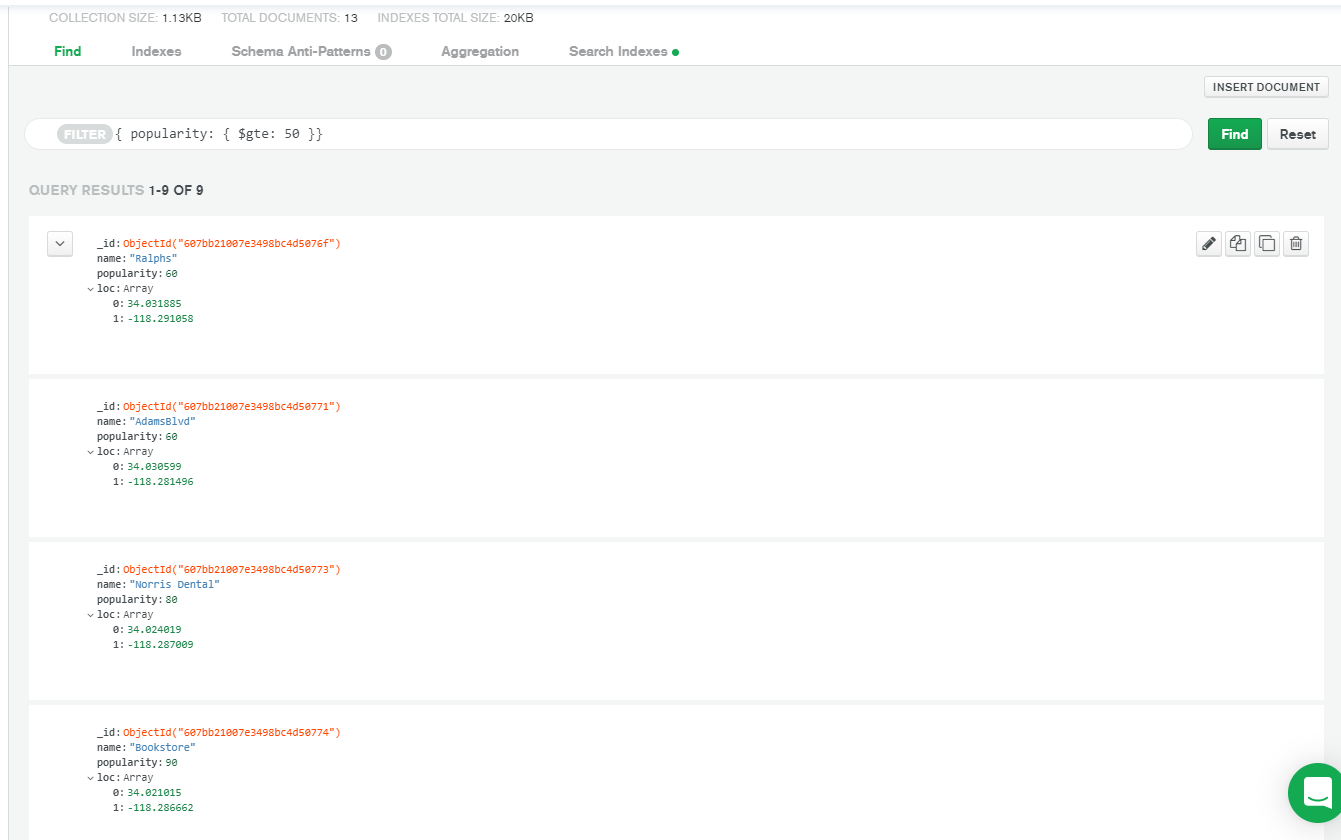 COLLECTION SIZE: 1.13KB TOTAL DOCUMENTS: 13 INDEXES TOTAL SIZE: 20KB
Find Indexes Schema Anti-Patterns 0 Aggregation Search Indexes
INSERT DOCUMENT
FILTER { popularity: { $gte: 50 }} Find Reset
QUERY RESULTS 1-9 OF 9
_id: ObjectId("607bb21007e3498bc4d5076f")
name: "Ralphs"
popularity: 60
loc: Array
0: 34.031885
1: -118.291058
_id: ObjectId("607bb21007e3498bc4d50771")
name: "AdamsBlvd"
popularity: 60
loc: Array
0: 34.030599
1: -118.281496
_id: ObjectId("607bb21007e3498bc4d50773")
name: "Norris Dental"
popularity: 80
loc: Array
0: 34.024019
1: -118.287009
_id: ObjectId("607bb21007e3498bc4d50774")
name: "Bookstore"
popularity: 90
loc: Array
0: 34.021015
1: -118.286662